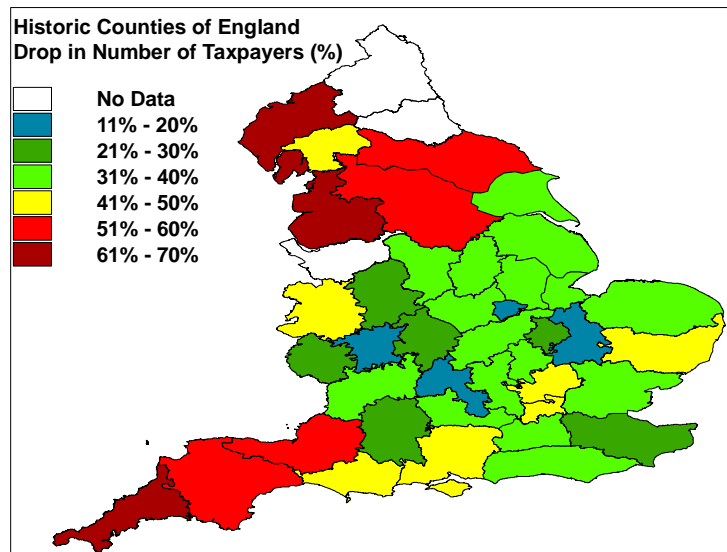 Historic Counties of England
Drop in Number of Taxpayers (%)
No Data
11% - 20%
21% - 30%
31% - 40%
41% - 50%
51% - 60%
61% - 70%